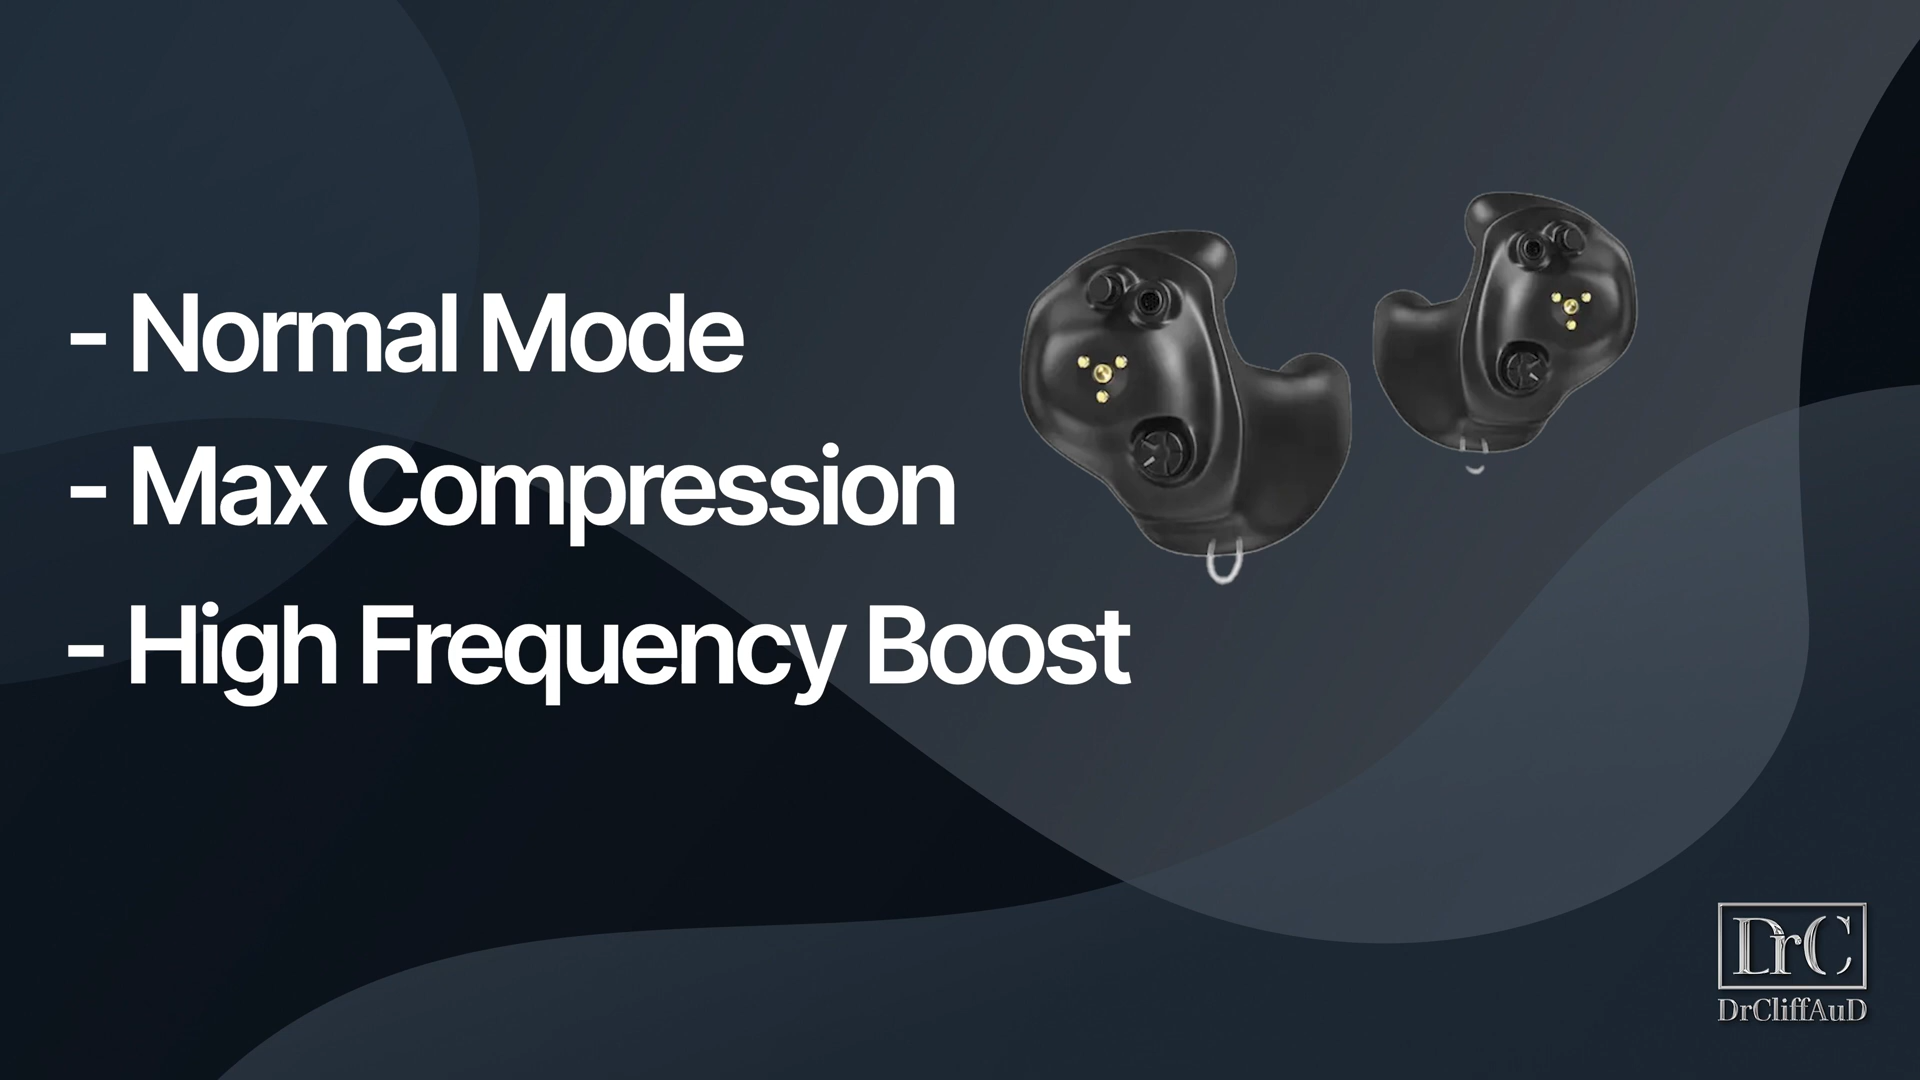 - Normal Mode
- Max Compression
- High Frequency Boost
DrC
DrCliffAuD